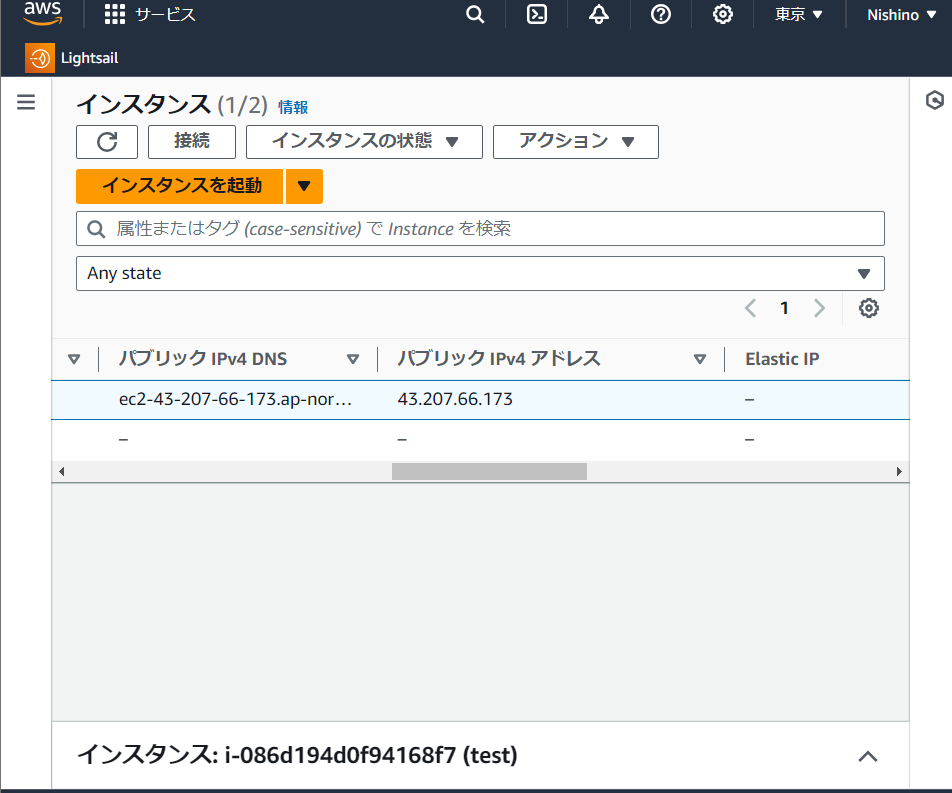 aws サービス 東京 Nishino
Lightsail
インスタンス (1/2) 情報
接続 インスタンスの状態 アクション
インスタンスを起動
属性またはタグ (case-sensitive) で Instance を検索
Any state
1
パブリック IPv4 DNS パブリック IPv4 アドレス Elastic IP
ec2-43-207-66-173.ap-nor... 43.207.66.173 –
– – –
インスタンス: i-086d194d0f94168f7 (test)